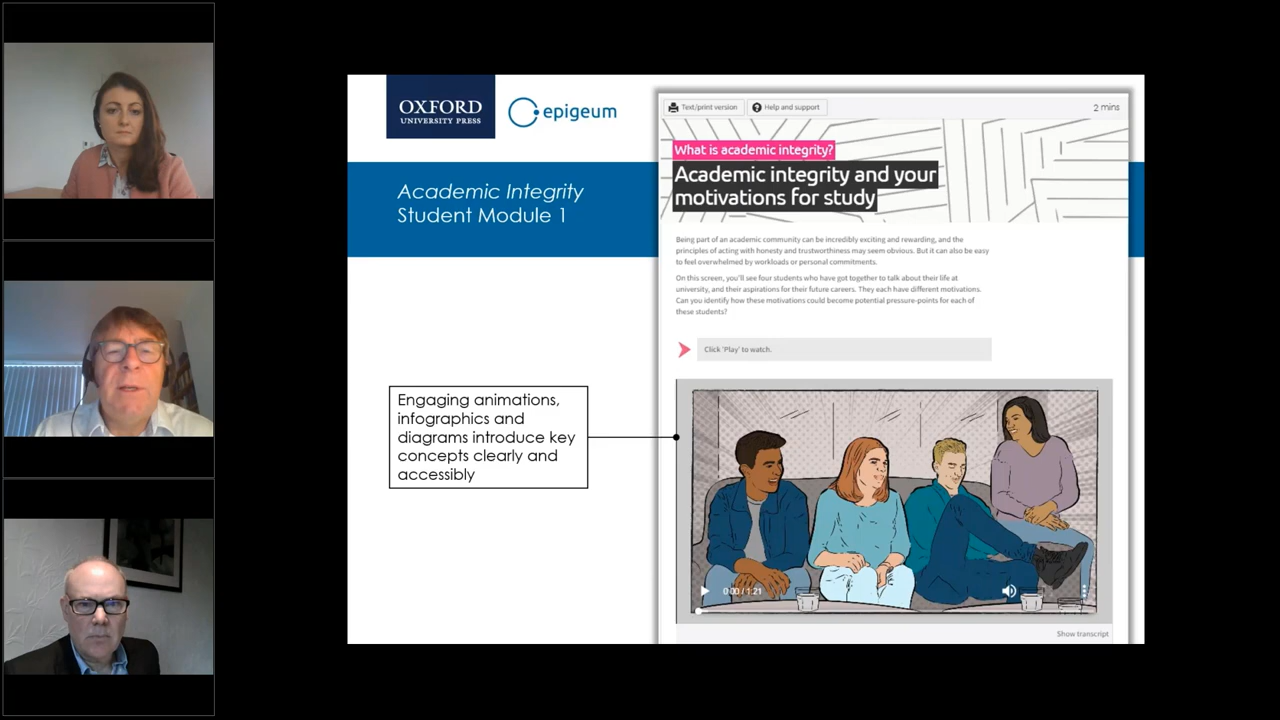 OXFORD
UNIVERSITY PRESS
epigeum
Academic Integrity
Student Module 1
Engaging animations,
infographics and
diagrams introduce key
concepts clearly and
accessibly
Text/print version
Help and support
2 mins
What is academic integrity?
Academic integrity and your
motivations for study
Being part of an academic community can be incredibly exciting and rewarding, and the
principles of acting with honesty and trustworthiness may seem obvious. But it can also be easy
to feel overwhelmed by workloads or personal commitments.
On this screen, you'll see four students who have got together to talk about their life at
university, and their aspirations for their future careers. They each have different motivations.
Can you identify how these motivations could become potential pressure-points for each of
these students?
Click 'Play' to watch.
0:00 / 1:21
Show transcript